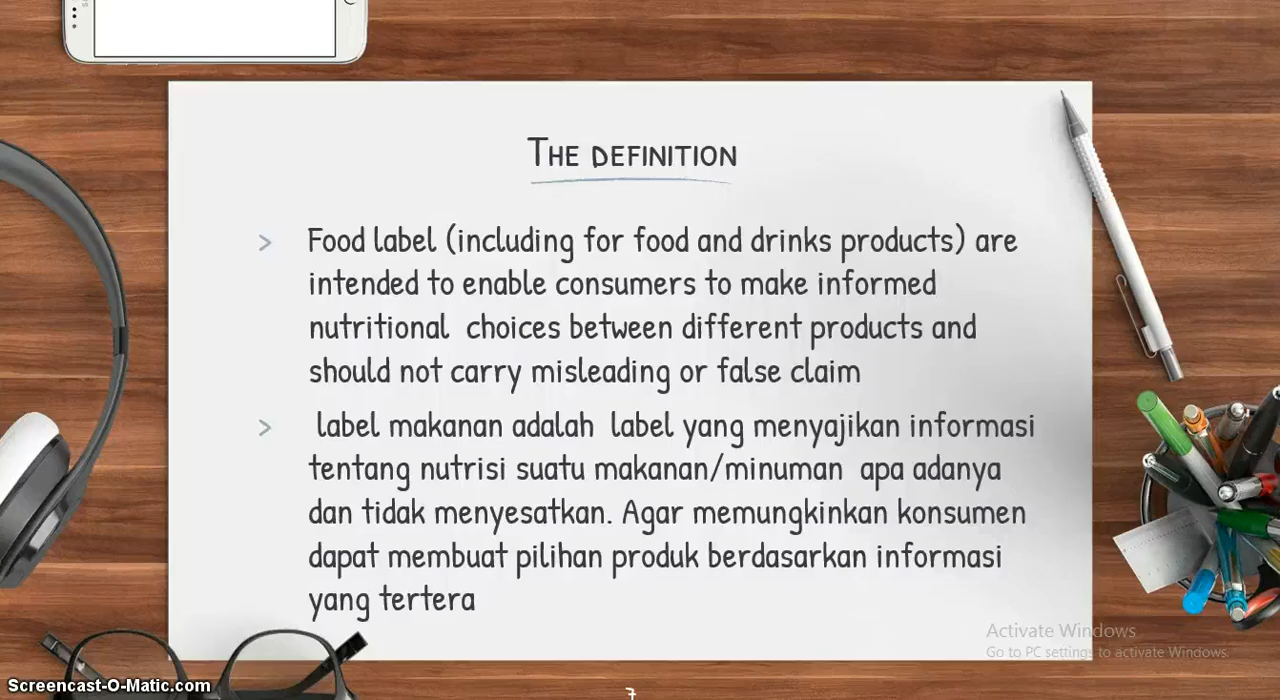 THE DEFINITION
> Food label (including for food and drinks products) are
intended to enable consumers to make informed
nutritional choices between different products and
should not carry misleading or false claim
> label makanan adalah label yang menyajikan informasi
tentang nutrisi suatu makanan/minuman apa adanya
dan tidak menyesatkan. Agar memungkinkan konsumen
dapat membuat pilihan produk berdasarkan informasi
yang tertera
Activate Windows
Go to PC settings to activate Windows.
Screencast-O-Matic.com
7